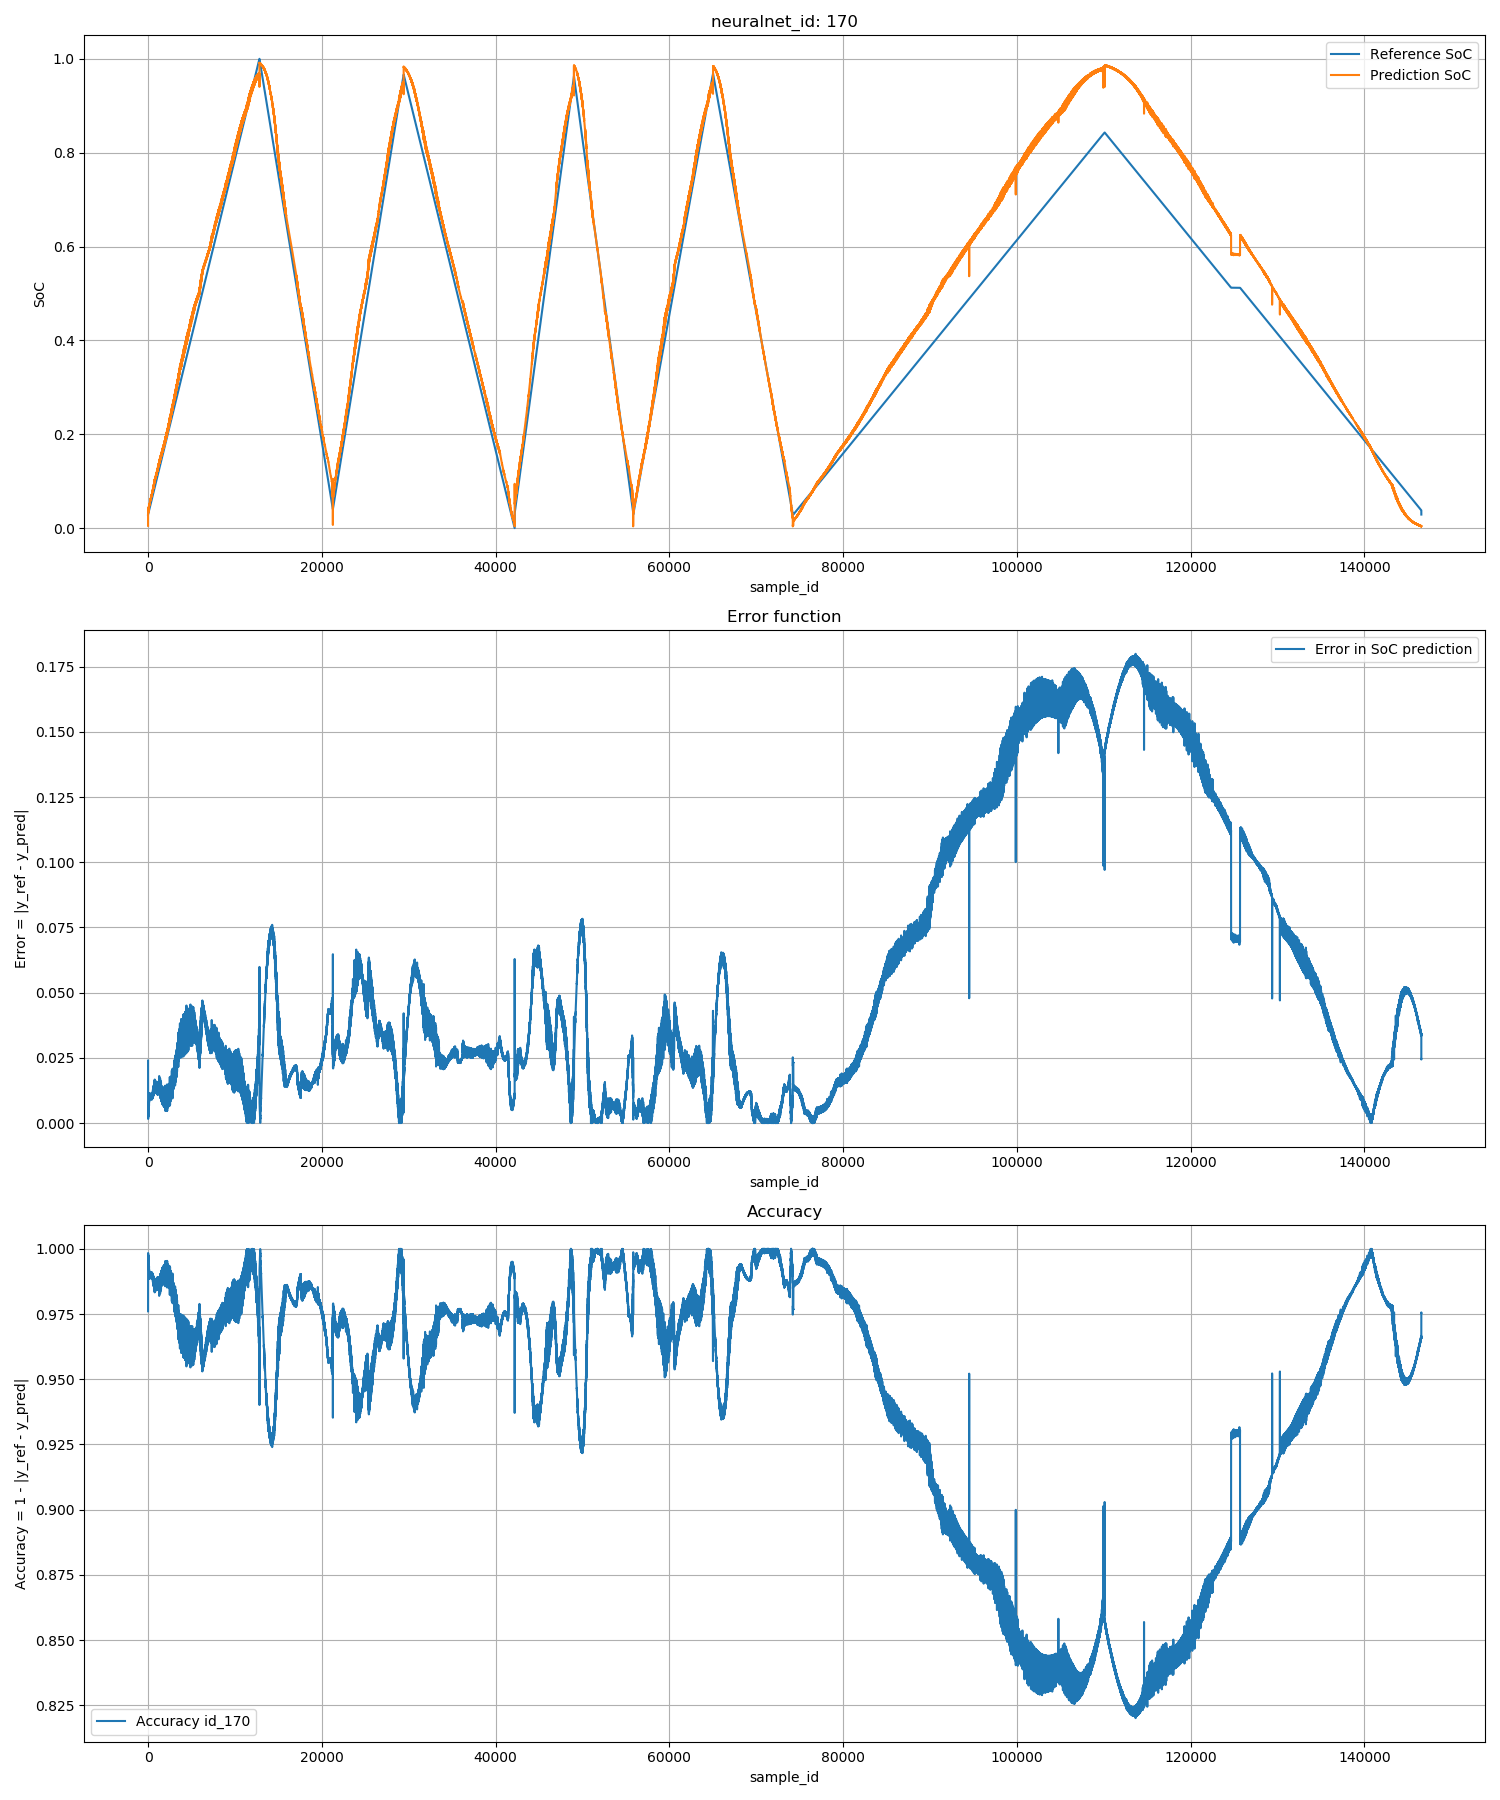 neuralnet_id: 170
Reference SoC
Prediction SoC
1.0
0.8
0.6
0.4
0.2
0.0
SoC
0 20000 40000 60000 80000 100000 120000 140000
sample_id
Error function
Error in SoC prediction
0.175
0.150
0.125
0.100
0.075
0.050
0.025
0.000
Error = |y_ref - y_pred|
0 20000 40000 60000 80000 100000 120000 140000
sample_id
Accuracy
1.000
0.975
0.950
0.925
0.900
0.875
0.850
0.825
Accuracy = 1 - |y_ref - y_pred|
Accuracy id_170
0 20000 40000 60000 80000 100000 120000 140000
sample_id